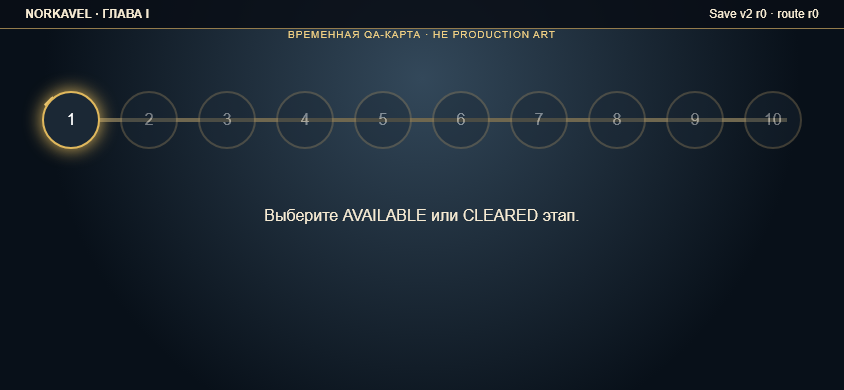 NORKAVEL · ГЛАВА I
Save v2 r0 · route r0
ВРЕМЕННАЯ QA-КАРТА · НЕ PRODUCTION ART
1 2 3 4 5 6 7 8 9 10
Выберите AVAILABLE или CLEARED этап.